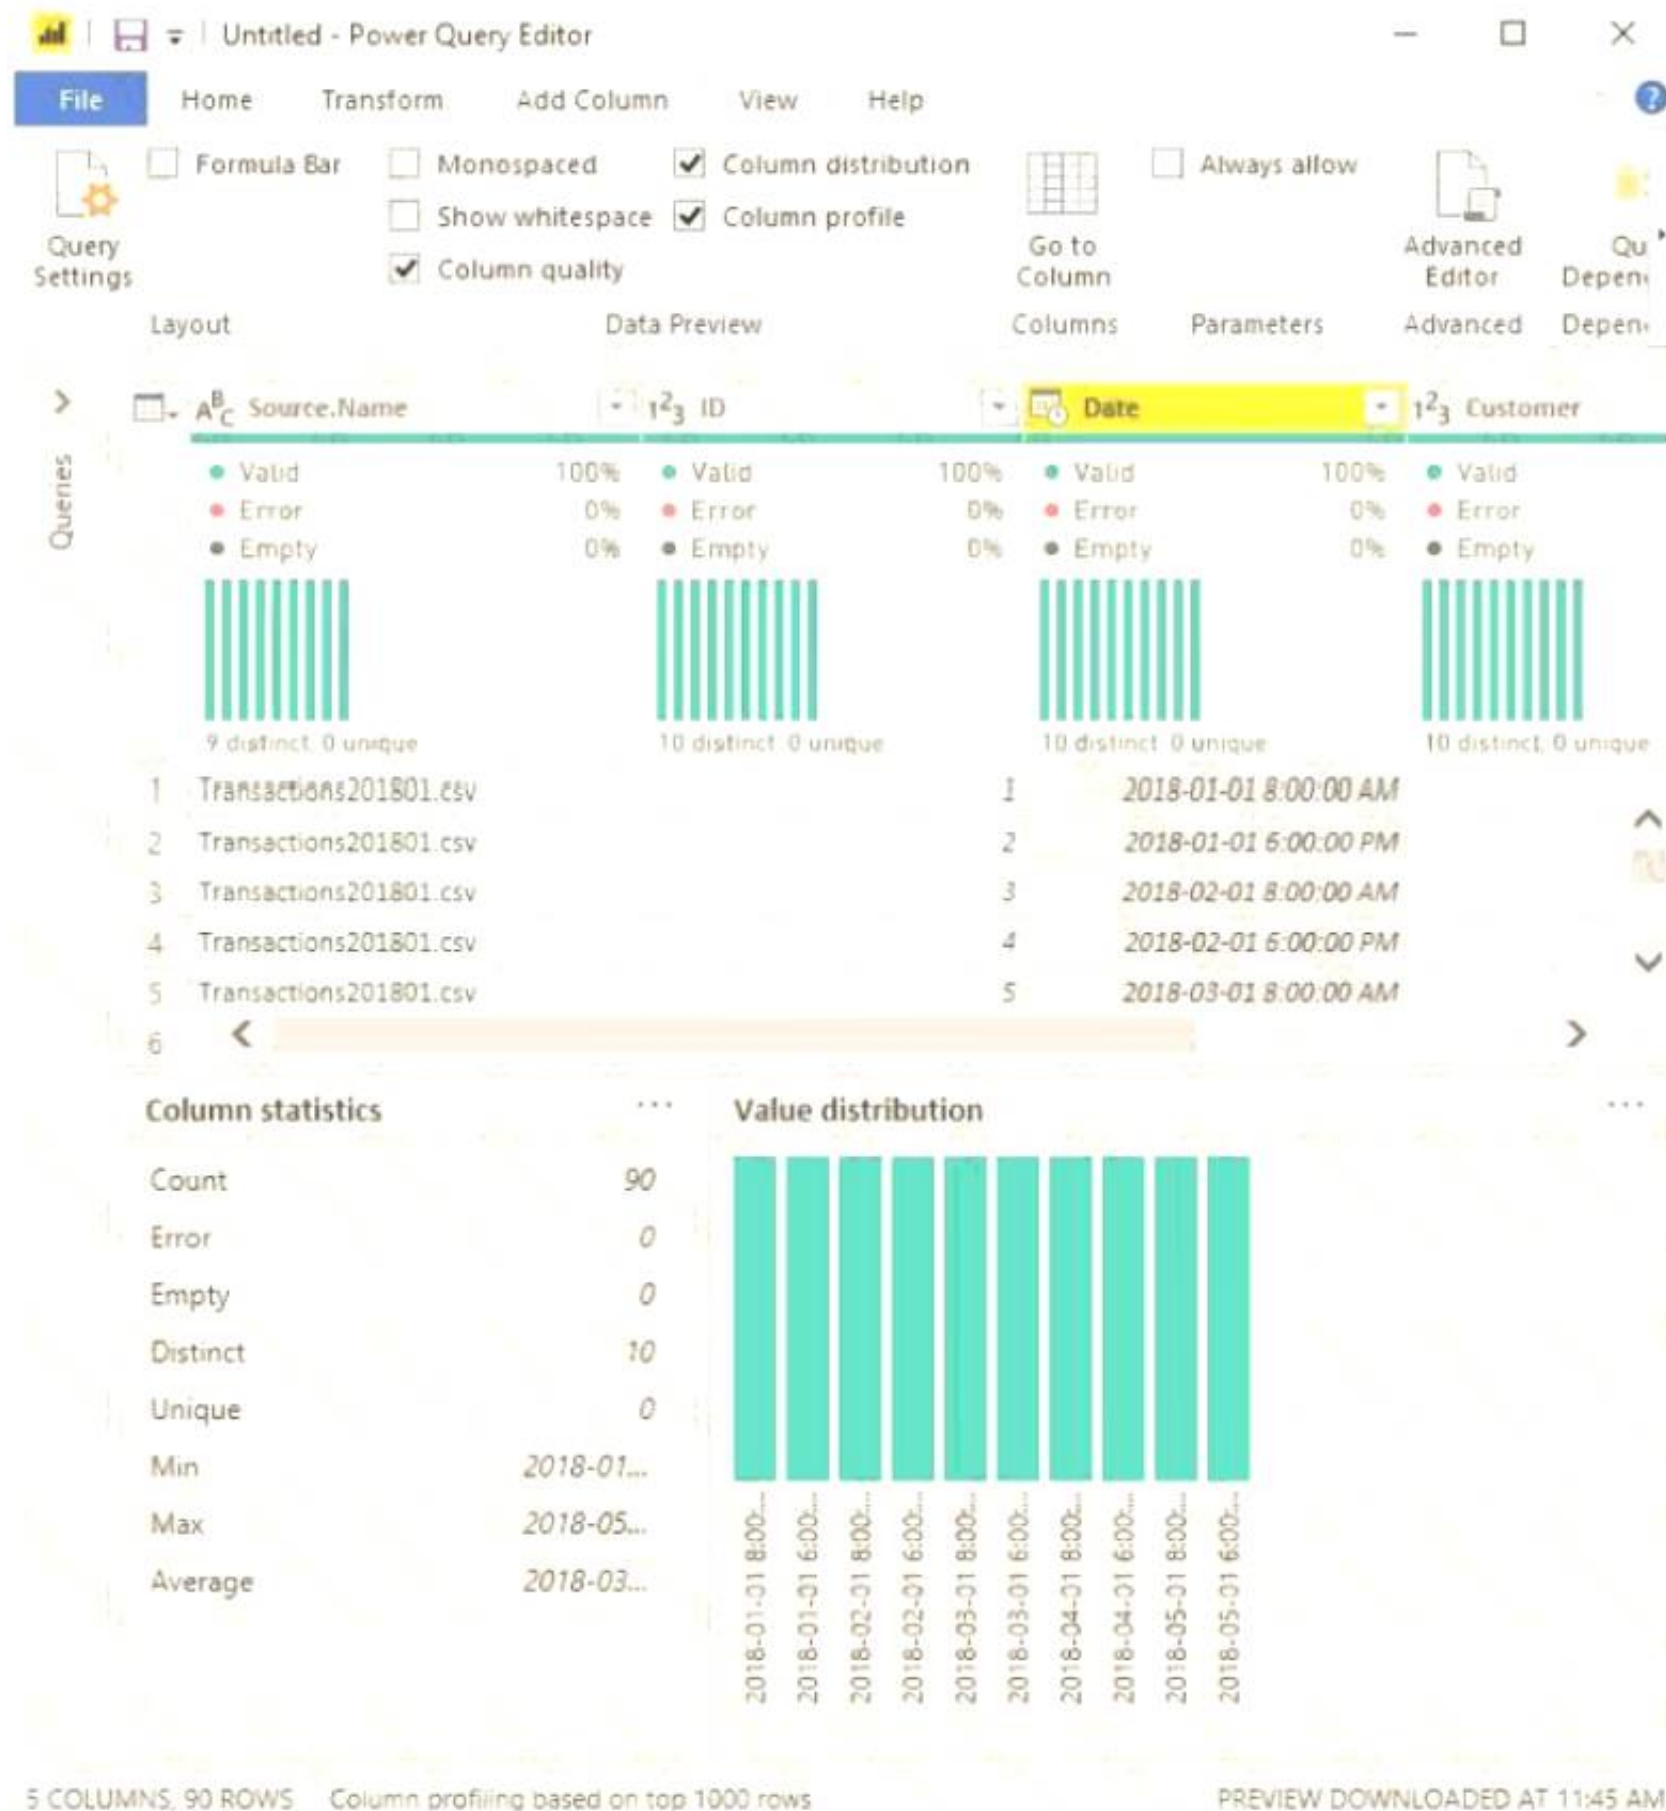 Untitled - Power Query Editor
File Home Transform Add Column View Help
Formula Bar Monospaced Column distribution Always allow
Show whitespace Column profile
Query Settings Column quality Go to Column Advanced Editor Qu Depen
Layout Data Preview Columns Parameters Advanced Depen
Queries
ABC Source.Name 123 ID Date 123 Customer
Valid 100% Valid 100% Valid 100% Valid
Error 0% Error 0% Error 0% Error
Empty 0% Empty 0% Empty 0% Empty
9 distinct, 0 unique 10 distinct, 0 unique 10 distinct, 0 unique 10 distinct, 0 unique
1 Transactions201801.csv 1 2018-01-01 8:00:00 AM
2 Transactions201801.csv 2 2018-01-01 6:00:00 PM
3 Transactions201801.csv 3 2018-02-01 8:00:00 AM
4 Transactions201801.csv 4 2018-02-01 6:00:00 PM
5 Transactions201801.csv 5 2018-03-01 8:00:00 AM
6
Column statistics ... Value distribution ...
Count 90
Error 0
Empty 0
Distinct 10
Unique 0
Min 2018-01...
Max 2018-05...
Average 2018-03...
2018-01-01 8:00:...
2018-01-01 6:00:...
2018-02-01 8:00:...
2018-02-01 6:00:...
2018-03-01 8:00:...
2018-03-01 6:00:...
2018-04-01 8:00:...
2018-04-01 6:00:...
2018-05-01 8:00:...
2018-05-01 6:00:...
5 COLUMNS, 90 ROWS Column profiling based on top 1000 rows PREVIEW DOWNLOADED AT 11:45 AM